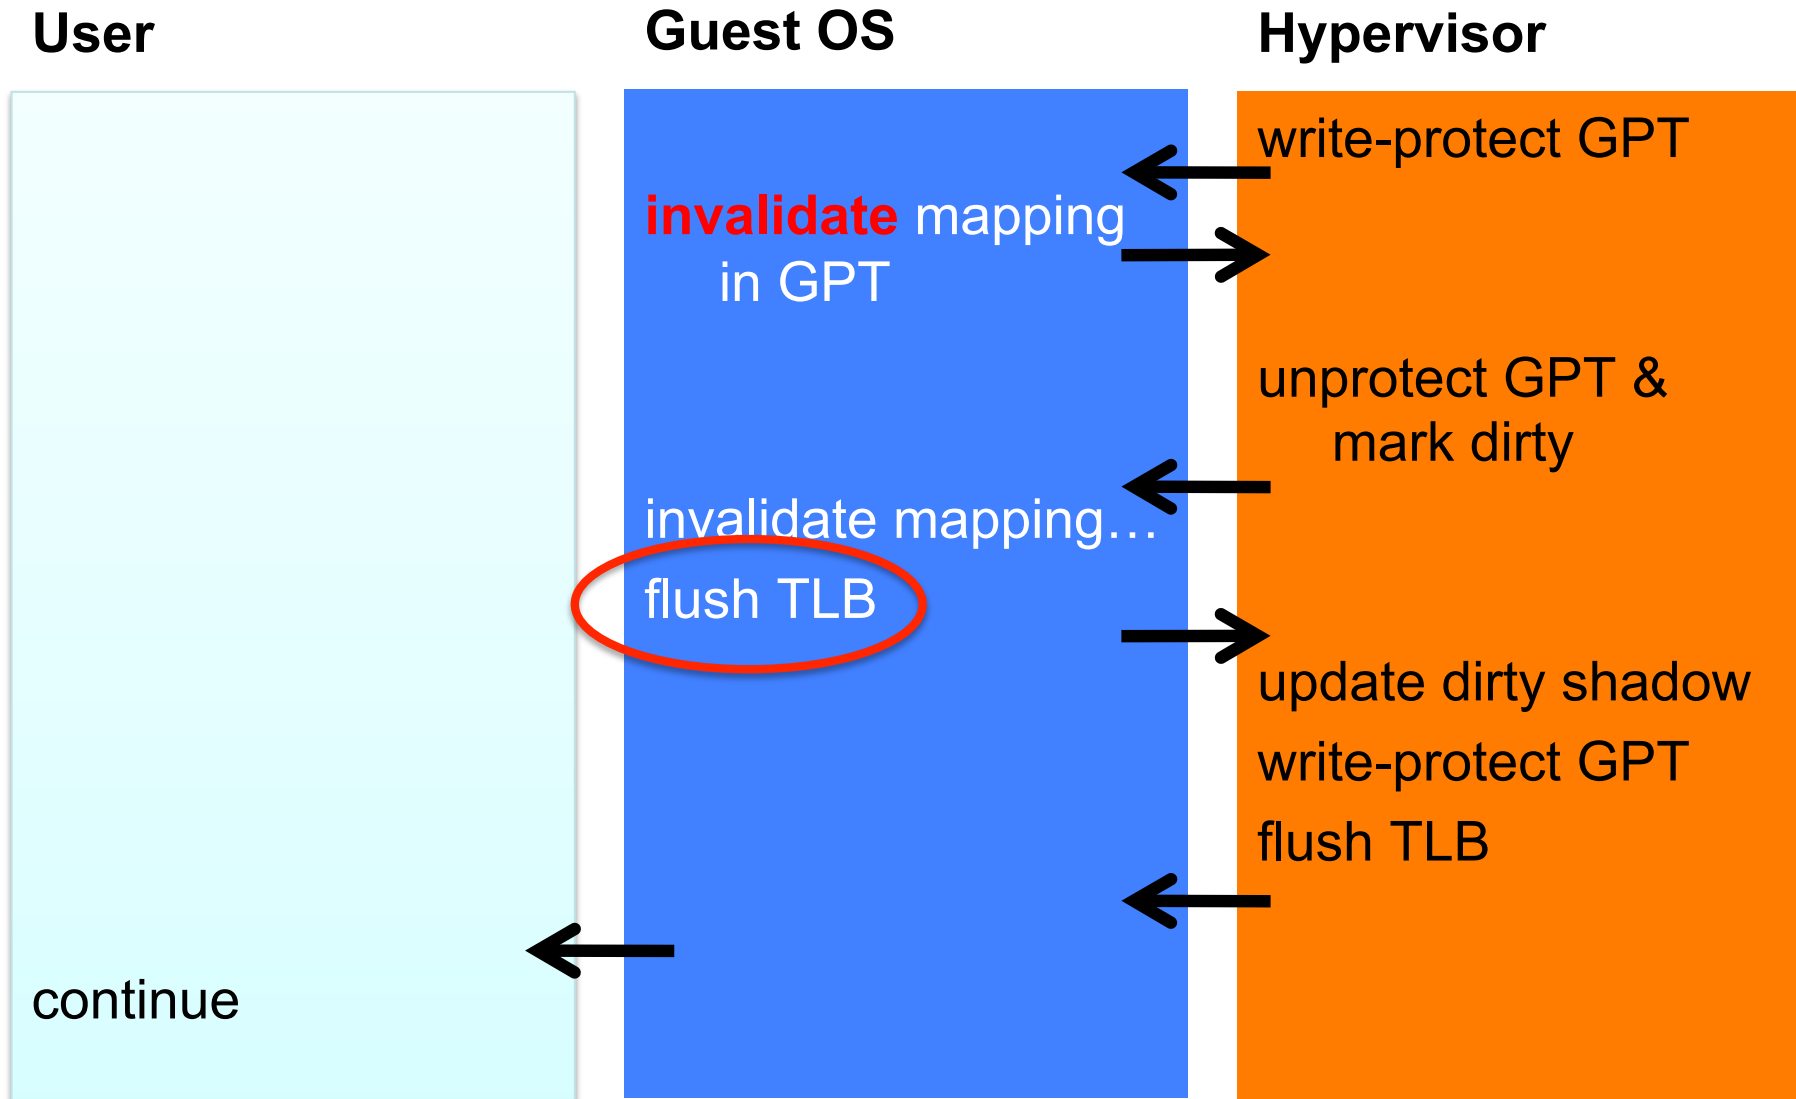 User
Guest OS
Hypervisor
write-protect GPT
invalidate mapping
in GPT
unprotect GPT &
mark dirty
invalidate mapping…
flush TLB
update dirty shadow
write-protect GPT
flush TLB
continue